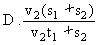 D . v₂(s₁ + s₂) / v₂t₁ + s₂